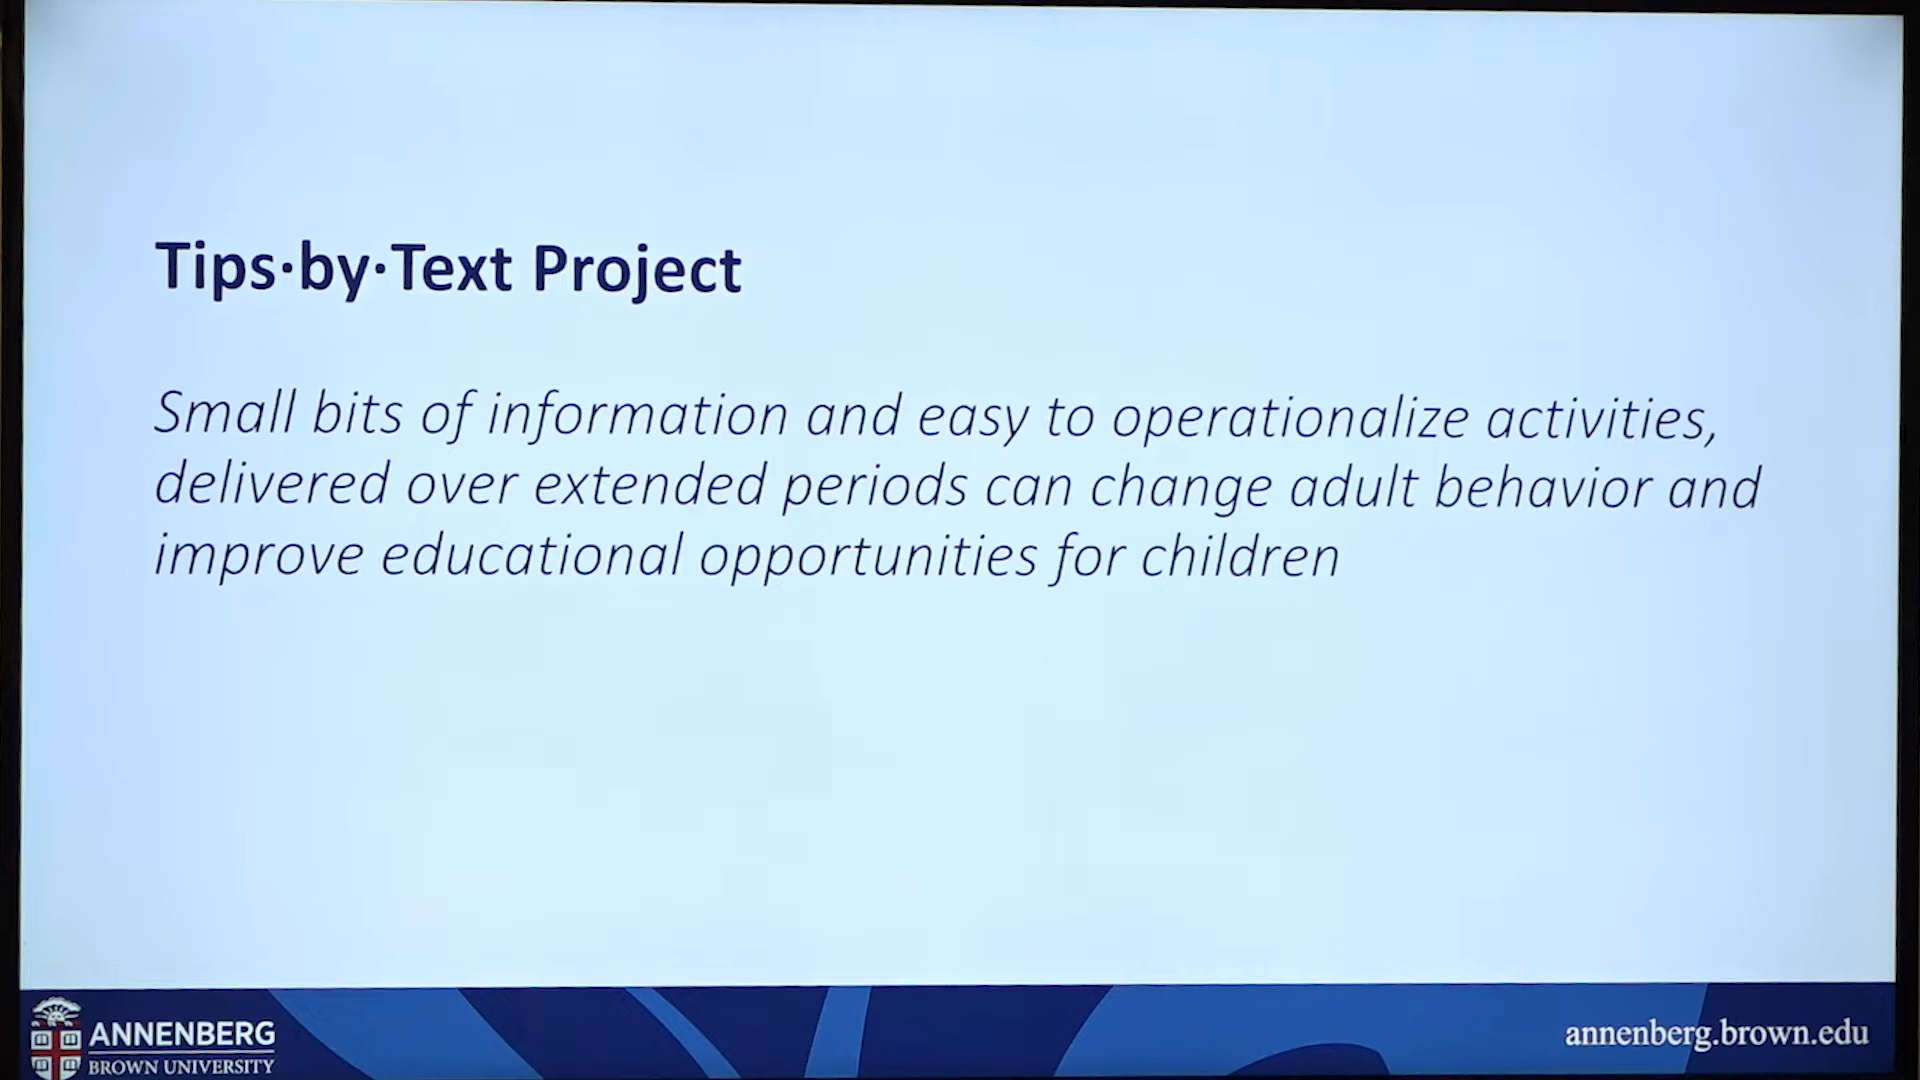 Tips·by·Text Project
Small bits of information and easy to operationalize activities,
delivered over extended periods can change adult behavior and
improve educational opportunities for children
ANNENBERG
BROWN UNIVERSITY
annenberg.brown.edu